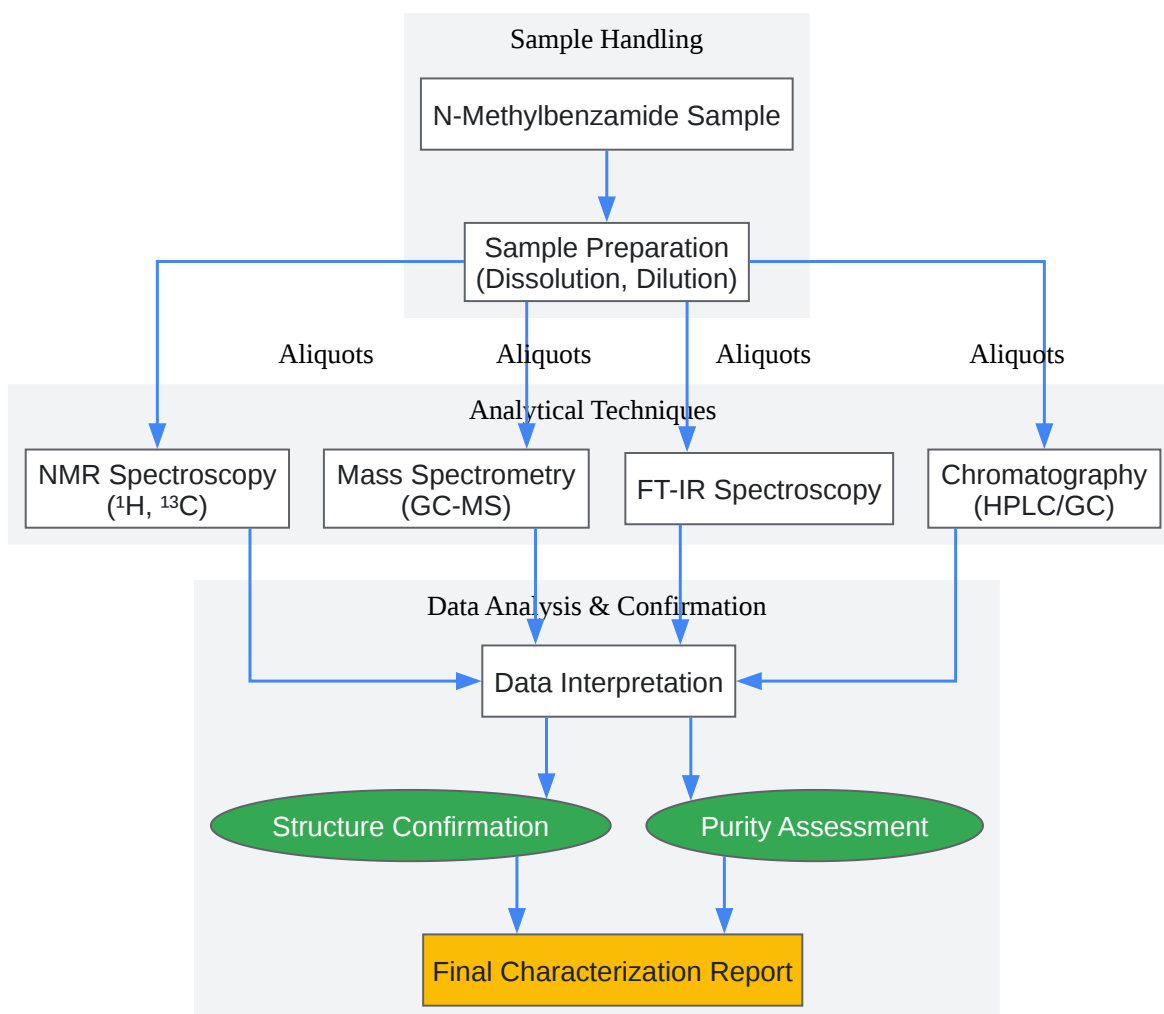 Sample Handling
N-Methylbenzamide Sample
Sample Preparation
(Dissolution, Dilution)
Aliquots
Aliquots
Aliquots
Aliquots
Analytical Techniques
NMR Spectroscopy
(¹H, ¹³C)
Mass Spectrometry
(GC-MS)
FT-IR Spectroscopy
Chromatography
(HPLC/GC)
Data Analysis & Confirmation
Data Interpretation
Structure Confirmation
Purity Assessment
Final Characterization Report